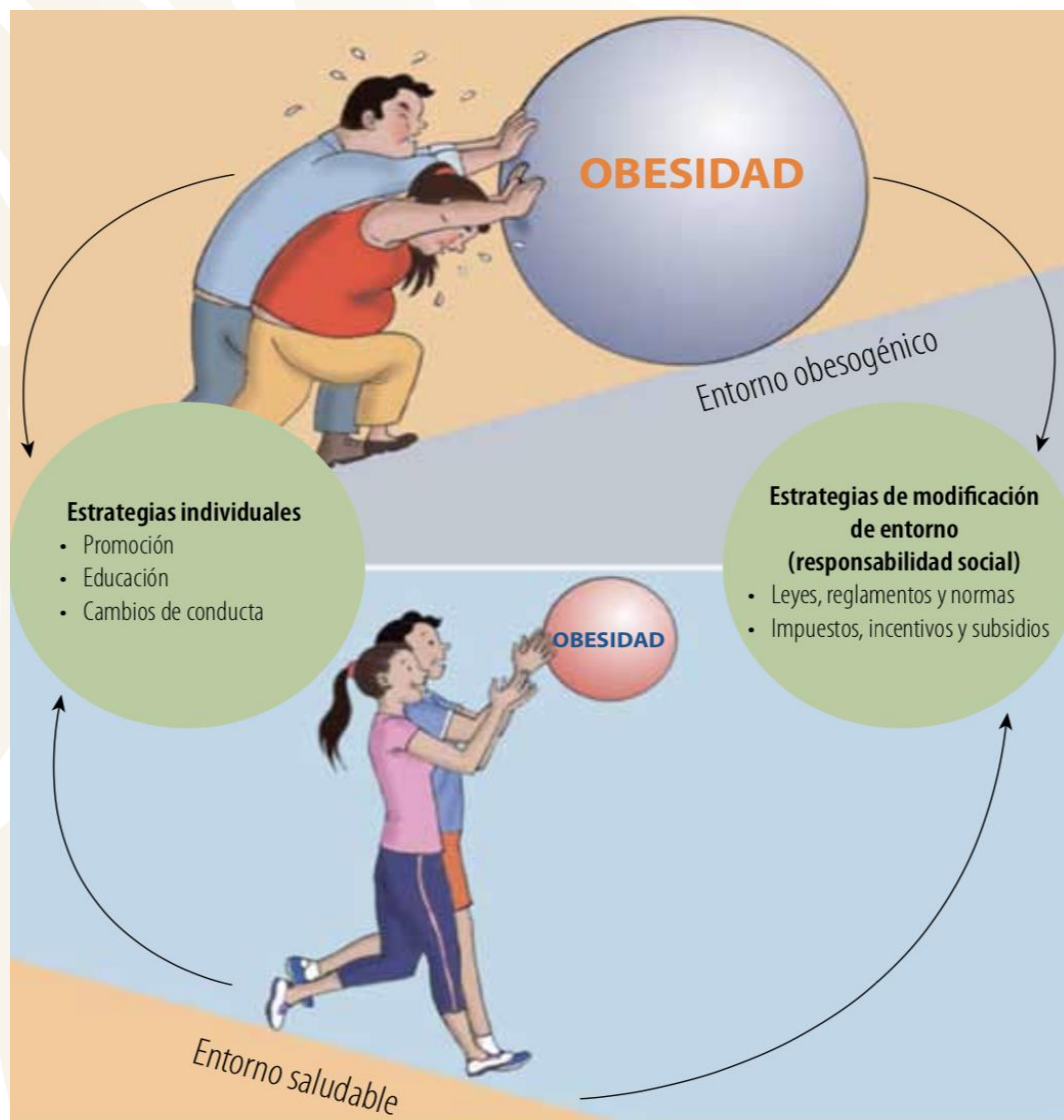 OBESIDAD
Entorno obesogénico
Estrategias individuales
• Promoción
• Educación
• Cambios de conducta
Estrategias de modificación
de entorno
(responsabilidad social)
• Leyes, reglamentos y normas
• Impuestos, incentivos y subsidios
OBESIDAD
Entorno saludable